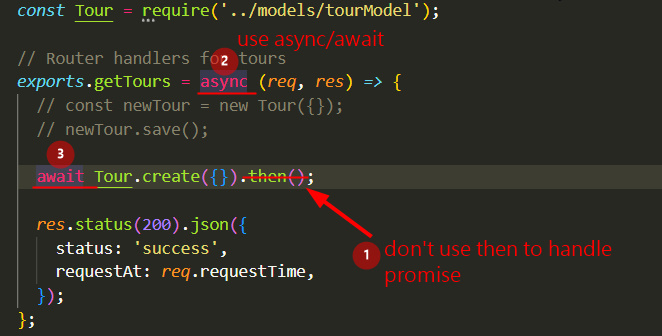 const Tour = require('../models/tourModel');
use async/await
// Router handlers for tours
2
exports.getTours = async (req, res) => {
// const newTour = new Tour({});
// newTour.save();
3
await Tour.create({}).then();
res.status(200).json({
1 don't use then to handle
promise
status: 'success',
requestAt: req.requestTime,
});
};